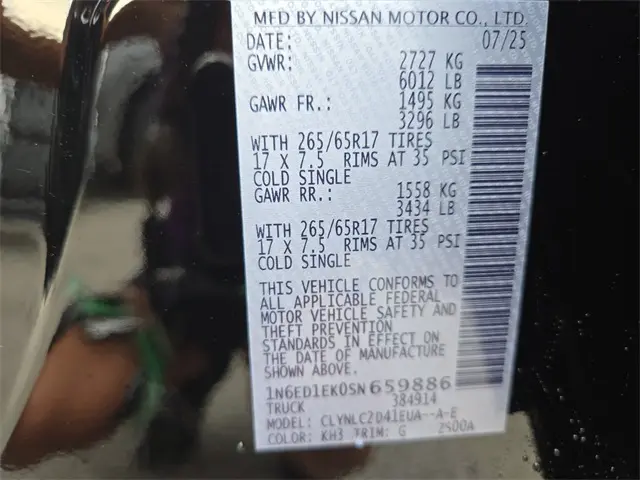 MFD BY NISSAN MOTOR CO., LTD.
DATE: 07/25
GVWR: 2727 KG
6012 LB
GAWR FR.: 1495 KG
3296 LB
WITH 265/65R17 TIRES
17 X 7.5 RIMS AT 35 PSI
COLD SINGLE
GAWR RR.: 1558 KG
3434 LB
WITH 265/65R17 TIRES
17 X 7.5 RIMS AT 35 PSI
COLD SINGLE
THIS VEHICLE CONFORMS TO
ALL APPLICABLE FEDERAL
MOTOR VEHICLE SAFETY AND
THEFT PREVENTION
STANDARDS IN EFFECT ON
THE DATE OF MANUFACTURE
SHOWN ABOVE.
1N6ED1EK0SN659886
TRUCK 384914
MODEL: CLYNLC2D41EUA--A-E
COLOR: KH3 TRIM: G 2500A